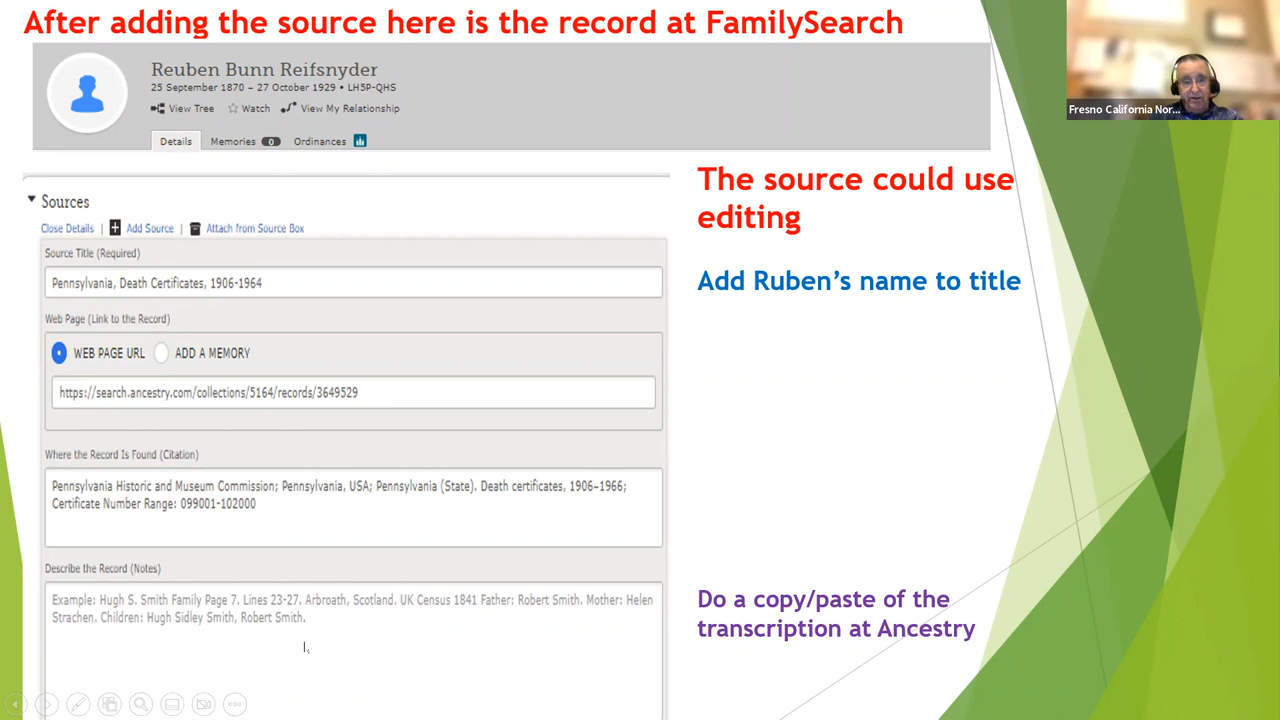 After adding the source here is the record at FamilySearch
Reuben Bunn Reifsnyder
25 September 1870 – 27 October 1929 • LH5P-QHS
View Tree Watch View My Relationship
Details Memories 0 Ordinances
Fresno California Nor...
Sources
Close Details | Add Source | Attach from Source Box
Source Title (Required)
Pennsylvania, Death Certificates, 1906-1964
Web Page (Link to the Record)
WEB PAGE URL ADD A MEMORY
https://search.ancestry.com/collections/5164/records/3649529
Where the Record Is Found (Citation)
Pennsylvania Historic and Museum Commission; Pennsylvania, USA; Pennsylvania (State). Death certificates, 1906–1966;
Certificate Number Range: 099001-102000
Describe the Record (Notes)
Example: Hugh S. Smith Family Page 7. Lines 23-27. Arbroath, Scotland. UK Census 1841 Father: Robert Smith. Mother: Helen
Strachen. Children: Hugh Sidley Smith, Robert Smith.
The source could use
editing
Add Ruben’s name to title
Do a copy/paste of the
transcription at Ancestry